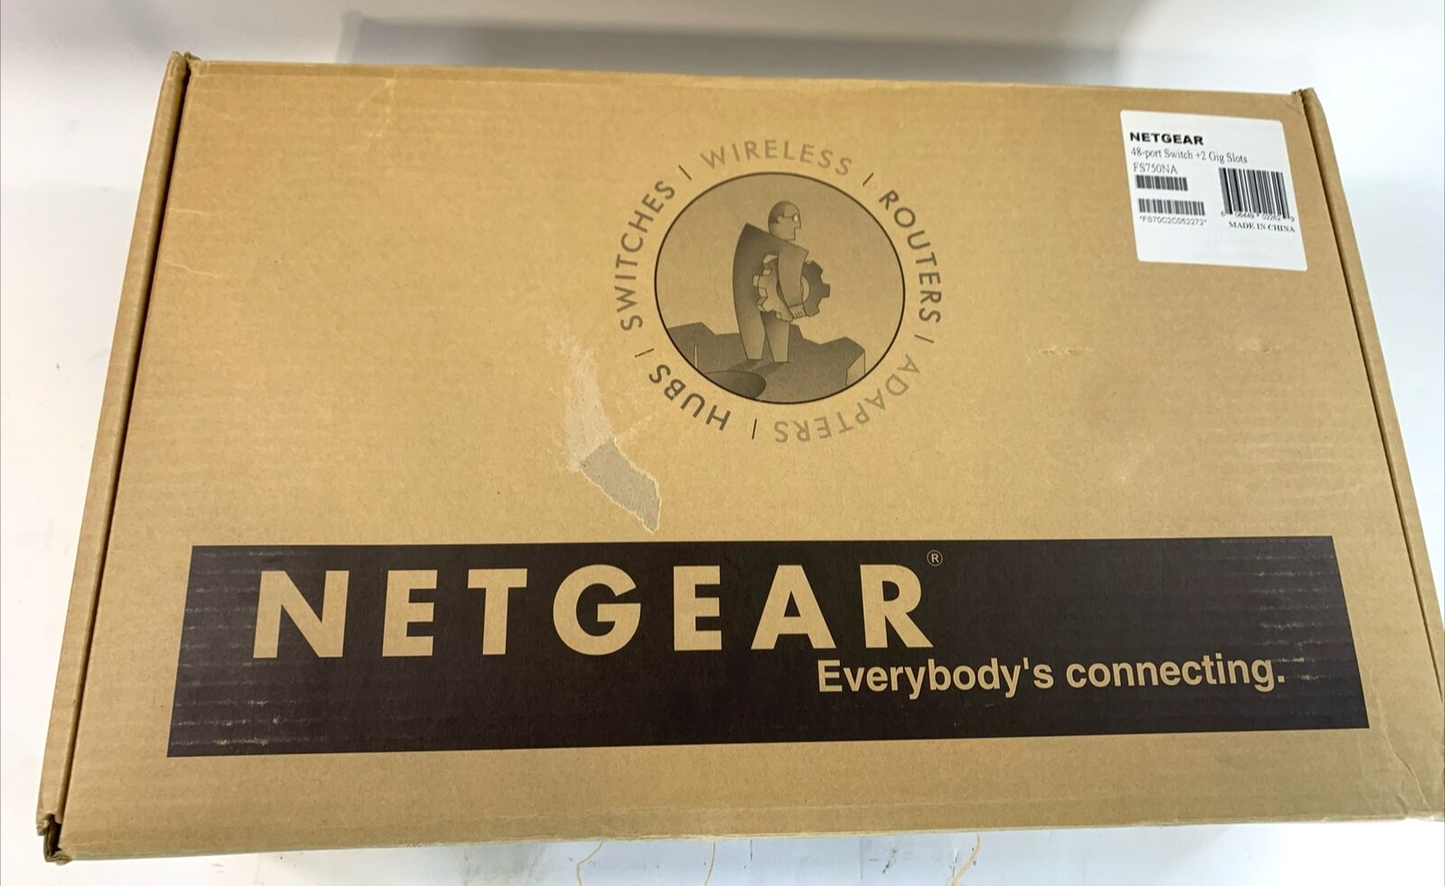 SWITCHES | WIRELESS | ROUTERS | ADAPTERS | HUBS |
NETGEAR
48-port Switch +2 Gig Slots
FS750NA
*FS70C2C052272*
MADE IN CHINA
NETGEAR®
Everybody's connecting.